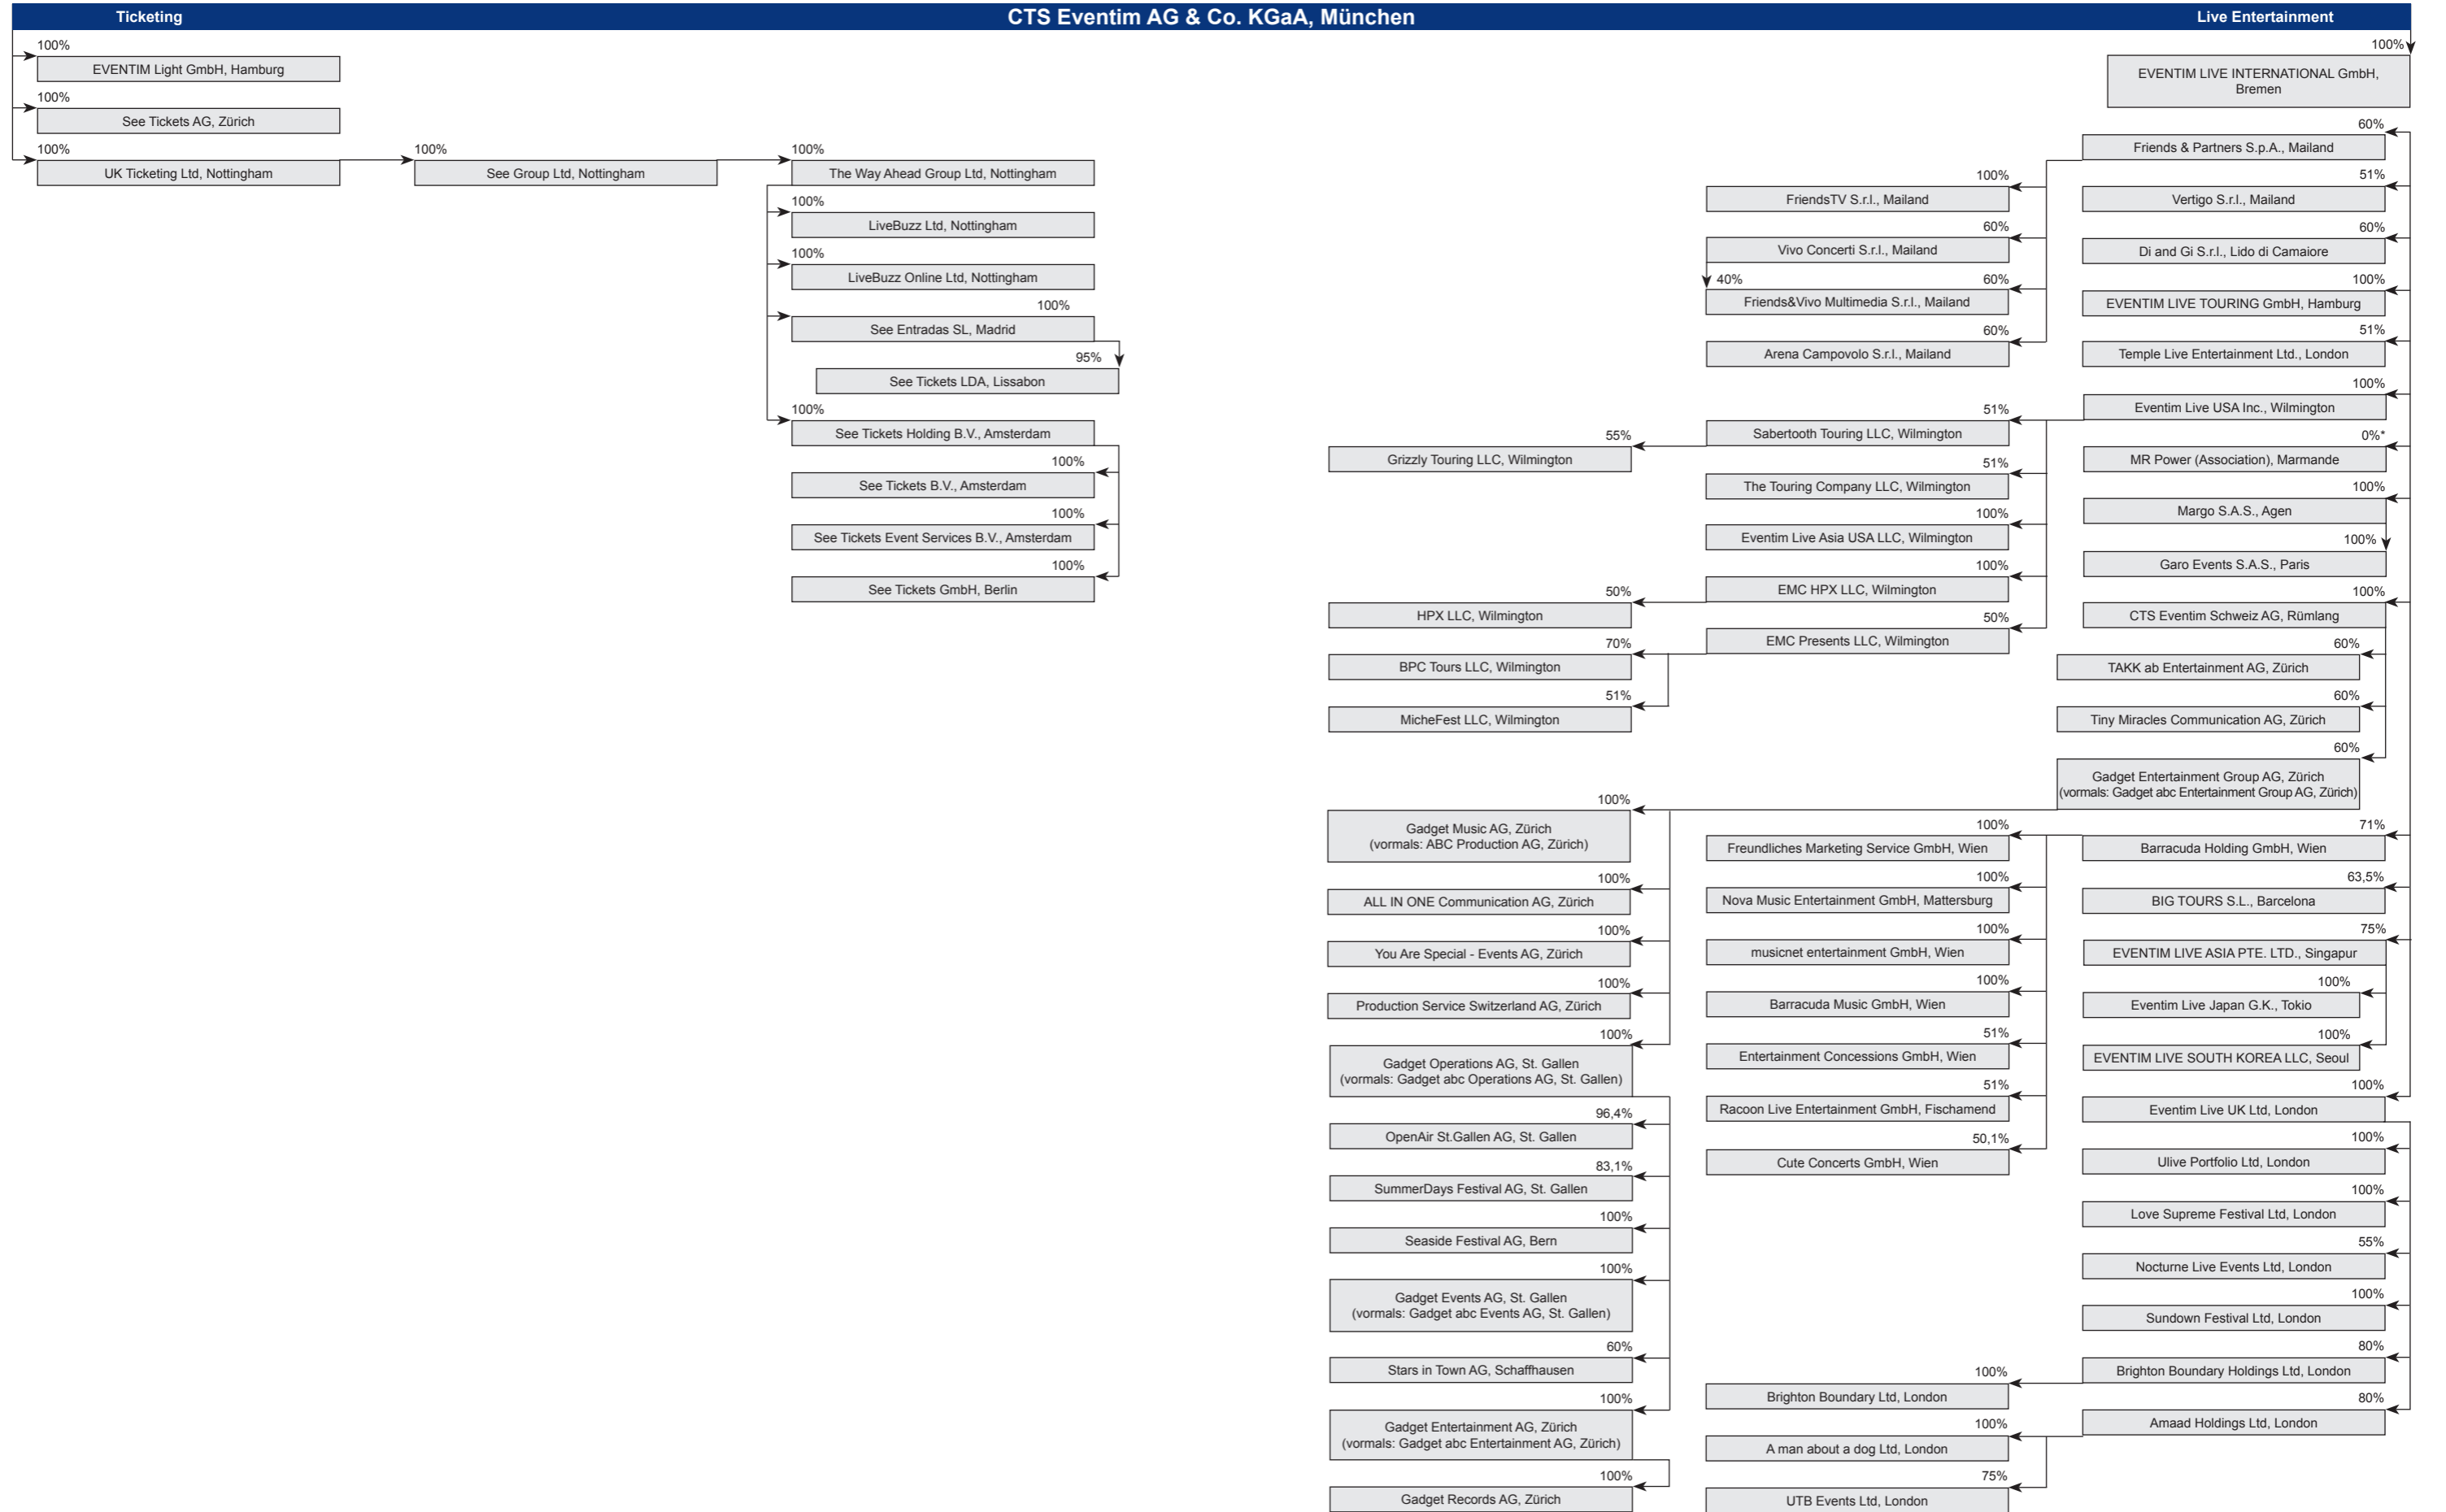 Ticketing
CTS Eventim AG & Co. KGaA, München
Live Entertainment
100%
EVENTIM Light GmbH, Hamburg
100%
See Tickets AG, Zürich
100%
UK Ticketing Ltd, Nottingham
100%
See Group Ltd, Nottingham
100%
The Way Ahead Group Ltd, Nottingham
100%
LiveBuzz Ltd, Nottingham
100%
LiveBuzz Online Ltd, Nottingham
100%
See Entradas SL, Madrid
95%
See Tickets LDA, Lissabon
100%
See Tickets Holding B.V., Amsterdam
100%
See Tickets B.V., Amsterdam
100%
See Tickets Event Services B.V., Amsterdam
100%
See Tickets GmbH, Berlin
100%
EVENTIM LIVE INTERNATIONAL GmbH,
Bremen
60%
Friends & Partners S.p.A., Mailand
100%
FriendsTV S.r.l., Mailand
60%
Vivo Concerti S.r.l., Mailand
40%
60%
Friends&Vivo Multimedia S.r.l., Mailand
60%
Arena Campovolo S.r.l., Mailand
51%
Vertigo S.r.l., Mailand
60%
Di and Gi S.r.l., Lido di Camaiore
100%
EVENTIM LIVE TOURING GmbH, Hamburg
51%
Temple Live Entertainment Ltd., London
100%
Eventim Live USA Inc., Wilmington
51%
Sabertooth Touring LLC, Wilmington
55%
Grizzly Touring LLC, Wilmington
51%
The Touring Company LLC, Wilmington
100%
Eventim Live Asia USA LLC, Wilmington
100%
EMC HPX LLC, Wilmington
50%
HPX LLC, Wilmington
50%
EMC Presents LLC, Wilmington
70%
BPC Tours LLC, Wilmington
51%
MicheFest LLC, Wilmington
0%*
MR Power (Association), Marmande
100%
Margo S.A.S., Agen
100%
Garo Events S.A.S., Paris
100%
CTS Eventim Schweiz AG, Rümlang
60%
TAKK ab Entertainment AG, Zürich
60%
Tiny Miracles Communication AG, Zürich
60%
Gadget Entertainment Group AG, Zürich
(vormals: Gadget abc Entertainment Group AG, Zürich)
100%
Gadget Music AG, Zürich
(vormals: ABC Production AG, Zürich)
100%
ALL IN ONE Communication AG, Zürich
100%
You Are Special - Events AG, Zürich
100%
Production Service Switzerland AG, Zürich
100%
Gadget Operations AG, St. Gallen
(vormals: Gadget abc Operations AG, St. Gallen)
96,4%
OpenAir St.Gallen AG, St. Gallen
83,1%
SummerDays Festival AG, St. Gallen
100%
Seaside Festival AG, Bern
100%
Gadget Events AG, St. Gallen
(vormals: Gadget abc Events AG, St. Gallen)
60%
Stars in Town AG, Schaffhausen
100%
Gadget Entertainment AG, Zürich
(vormals: Gadget abc Entertainment AG, Zürich)
100%
Gadget Records AG, Zürich
71%
Barracuda Holding GmbH, Wien
100%
Freundliches Marketing Service GmbH, Wien
100%
Nova Music Entertainment GmbH, Mattersburg
100%
musicnet entertainment GmbH, Wien
100%
Barracuda Music GmbH, Wien
51%
Entertainment Concessions GmbH, Wien
51%
Racoon Live Entertainment GmbH, Fischamend
50,1%
Cute Concerts GmbH, Wien
63,5%
BIG TOURS S.L., Barcelona
75%
EVENTIM LIVE ASIA PTE. LTD., Singapur
100%
Eventim Live Japan G.K., Tokio
100%
EVENTIM LIVE SOUTH KOREA LLC, Seoul
100%
Eventim Live UK Ltd, London
100%
Ulive Portfolio Ltd, London
100%
Love Supreme Festival Ltd, London
55%
Nocturne Live Events Ltd, London
100%
Sundown Festival Ltd, London
80%
Brighton Boundary Holdings Ltd, London
100%
Brighton Boundary Ltd, London
80%
Amaad Holdings Ltd, London
100%
A man about a dog Ltd, London
75%
UTB Events Ltd, London